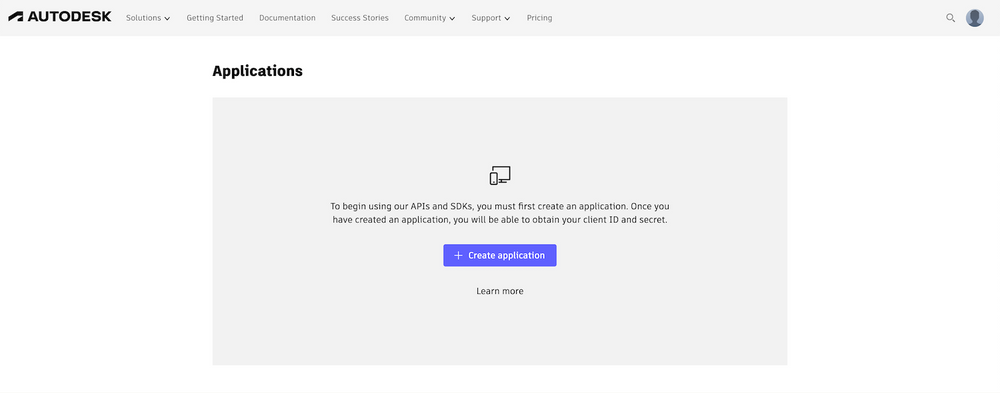 AUTODESK Solutions Getting Started Documentation Success Stories Community Support Pricing
Applications
To begin using our APIs and SDKs, you must first create an application. Once you
have created an application, you will be able to obtain your client ID and secret.
+ Create application
Learn more